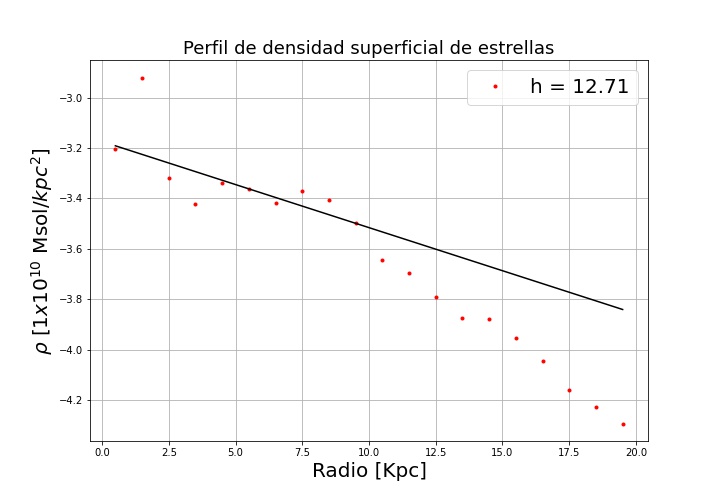 Perfil de densidad superficial de estrellas
h = 12.71
−3.0
−3.2
−3.4
−3.6
−3.8
−4.0
−4.2
ρ [1x10^10 Msol/kpc^2]
0.0 2.5 5.0 7.5 10.0 12.5 15.0 17.5 20.0
Radio [Kpc]